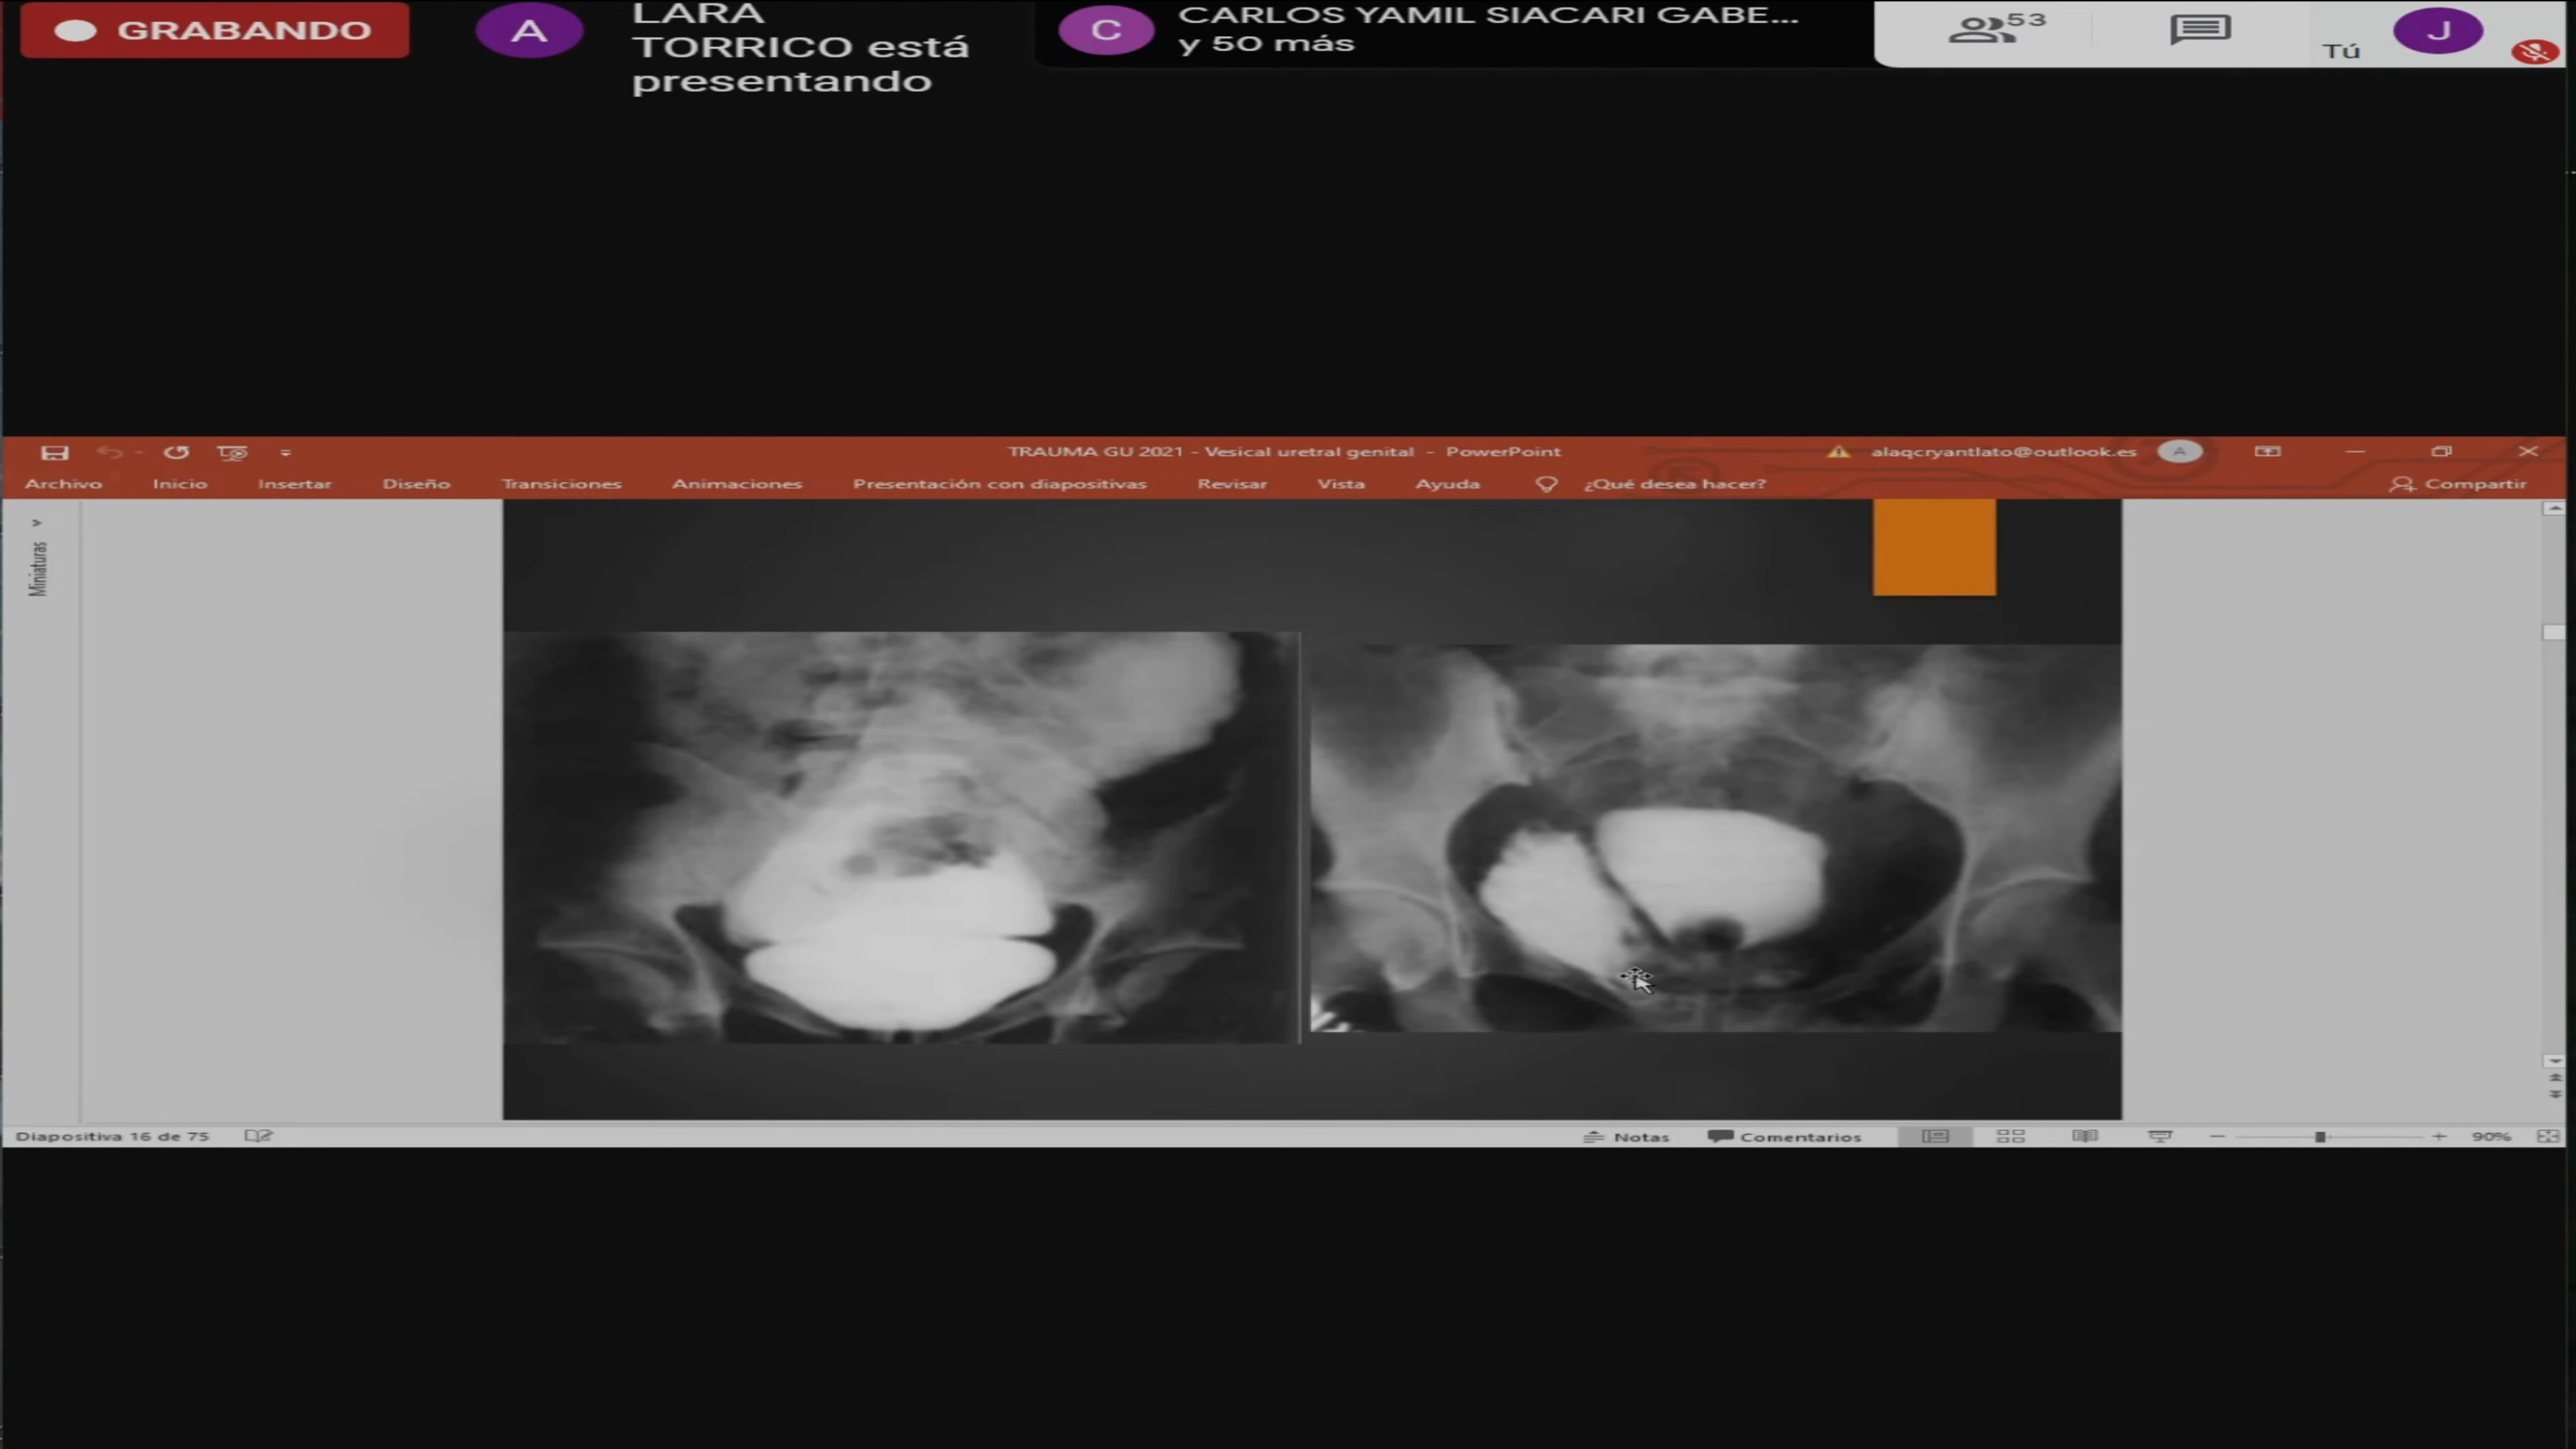 GRABANDO
A
LARA
TORRICO está
presentando
C
CARLOS YAMIL SIACARI GABE...
y 50 más
53
Tú
J
TRAUMA GU 2021 - Vesical uretral genital - PowerPoint
alaqcryantlato@outlook.es
A
Archivo
Inicio
Insertar
Diseño
Transiciones
Animaciones
Presentación con diapositivas
Revisar
Vista
Ayuda
¿Qué desea hacer?
Compartir
Miniaturas
Diapositiva 16 de 75
Notas
Comentarios
90%